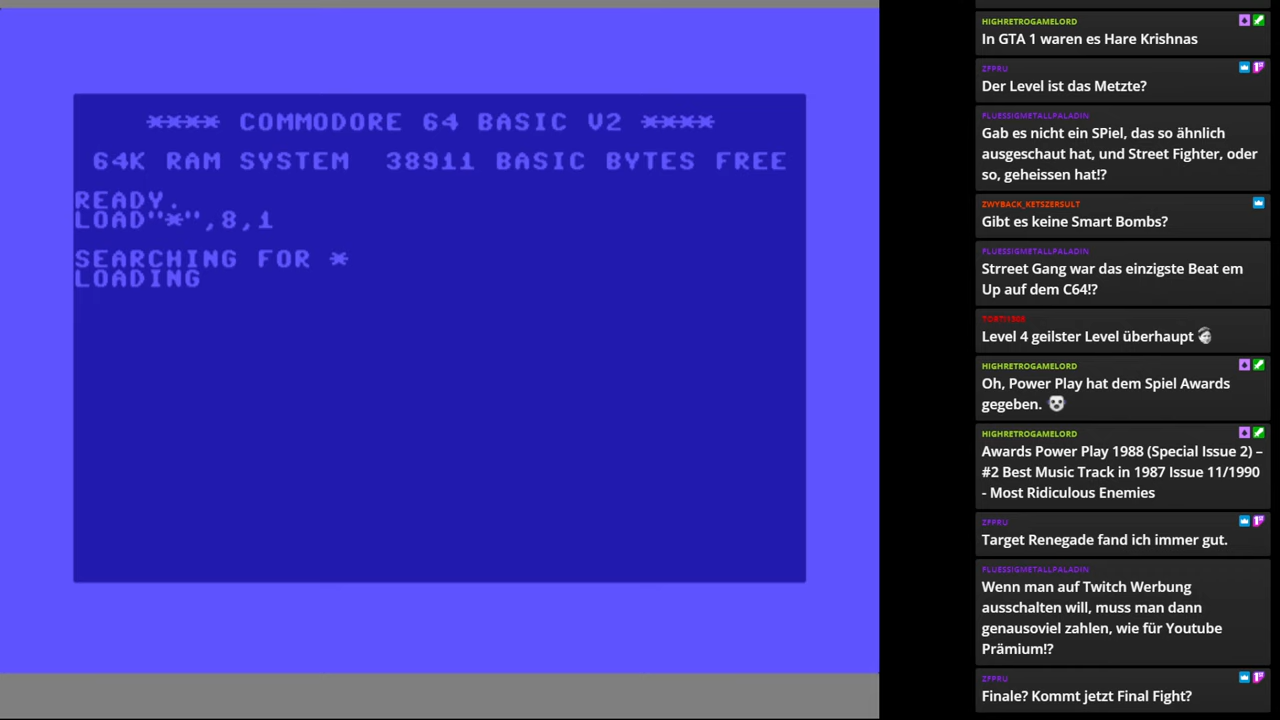 **** COMMODORE 64 BASIC V2 ****
64K RAM SYSTEM  38911 BASIC BYTES FREE
READY.
LOAD"*",8,1
SEARCHING FOR *
LOADING
HIGHRETROGAMELORD
In GTA 1 waren es Hare Krishnas
ZFPRU
Der Level ist das Metzte?
FLUESSIGMETALLPALADIN
Gab es nicht ein SPiel, das so ähnlich
ausgeschaut hat, und Street Fighter, oder
so, geheissen hat!?
ZWYBACK_KETSZERSULT
Gibt es keine Smart Bombs?
FLUESSIGMETALLPALADIN
Strreet Gang war das einzigste Beat em
Up auf dem C64!?
Level 4 geilster Level überhaupt
HIGHRETROGAMELORD
Oh, Power Play hat dem Spiel Awards
gegeben.
HIGHRETROGAMELORD
Awards Power Play 1988 (Special Issue 2) –
#2 Best Music Track in 1987 Issue 11/1990
- Most Ridiculous Enemies
ZFPRU
Target Renegade fand ich immer gut.
FLUESSIGMETALLPALADIN
Wenn man auf Twitch Werbung
ausschalten will, muss man dann
genausoviel zahlen, wie für Youtube
Prämium!?
ZFPRU
Finale? Kommt jetzt Final Fight?